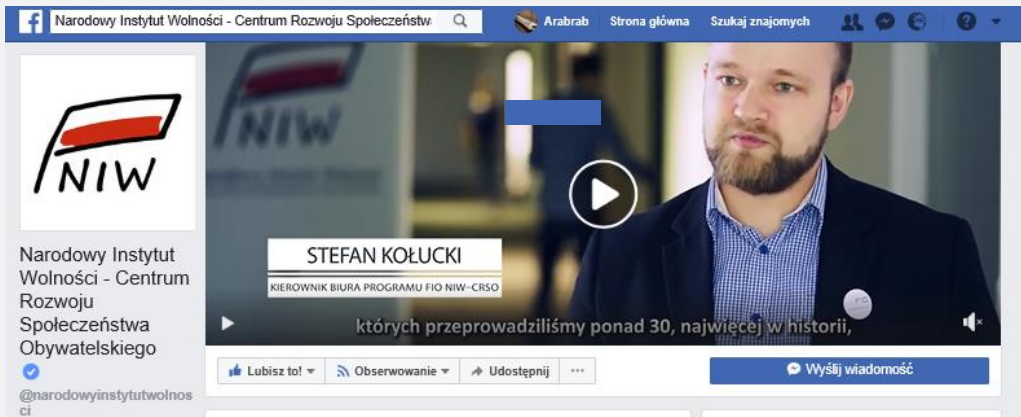 Narodowy Instytut Wolności - Centrum Rozwoju Społeczeństw
Arabrab
Strona główna
Szukaj znajomych
NIW
NIW
STEFAN KOŁUCKI
KIEROWNIK BIURA PROGRAMU FIO NIW-CRSO
FIO
których przeprowadziliśmy ponad 30, najwięcej w historii,
Narodowy Instytut
Wolności - Centrum
Rozwoju
Społeczeństwa
Obywatelskiego
@narodowyinstytutwolnos
ci
Lubisz to!
Obserwowanie
Udostępnij
Wyślij wiadomość